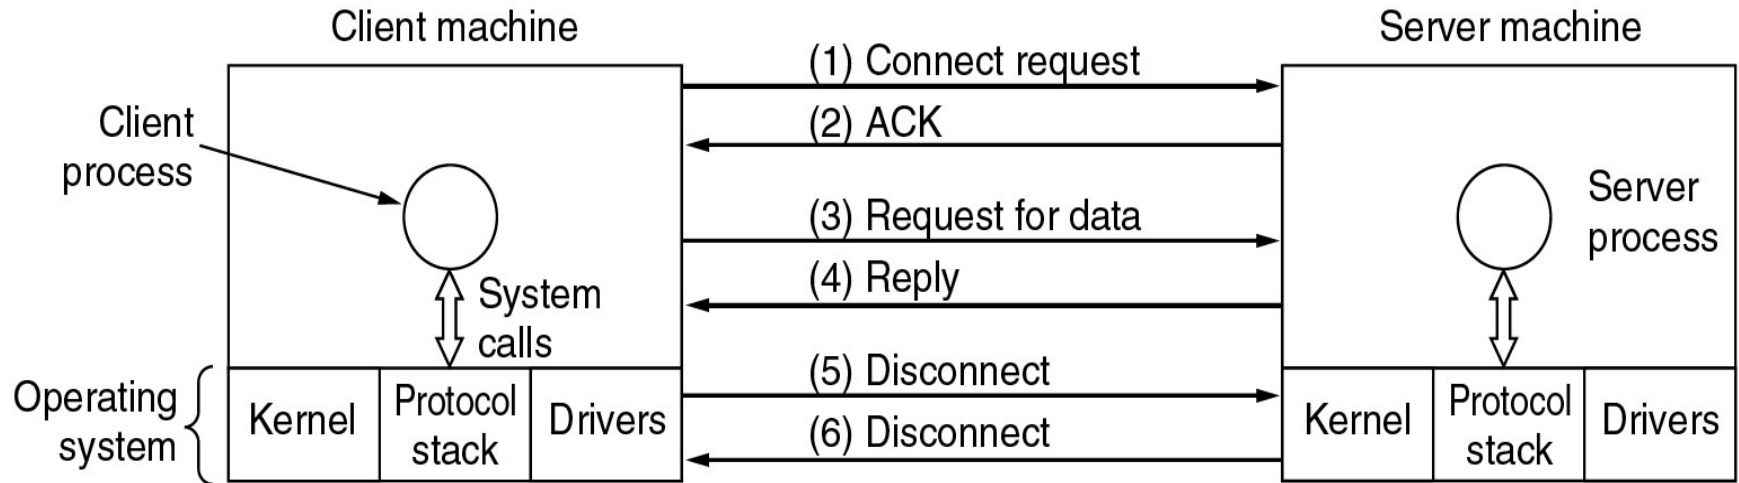 Client machine
Server machine
(1) Connect request
(2) ACK
Client
process
(3) Request for data
Server
process
(4) Reply
System
calls
(5) Disconnect
(6) Disconnect
Operating
system
Kernel
Protocol
stack
Drivers
Kernel
Protocol
stack
Drivers